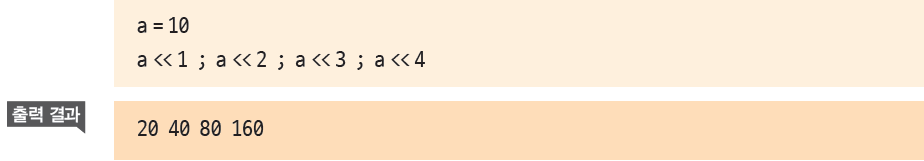 a = 10
a << 1 ; a << 2 ; a << 3 ; a << 4
출력 결과
20 40 80 160